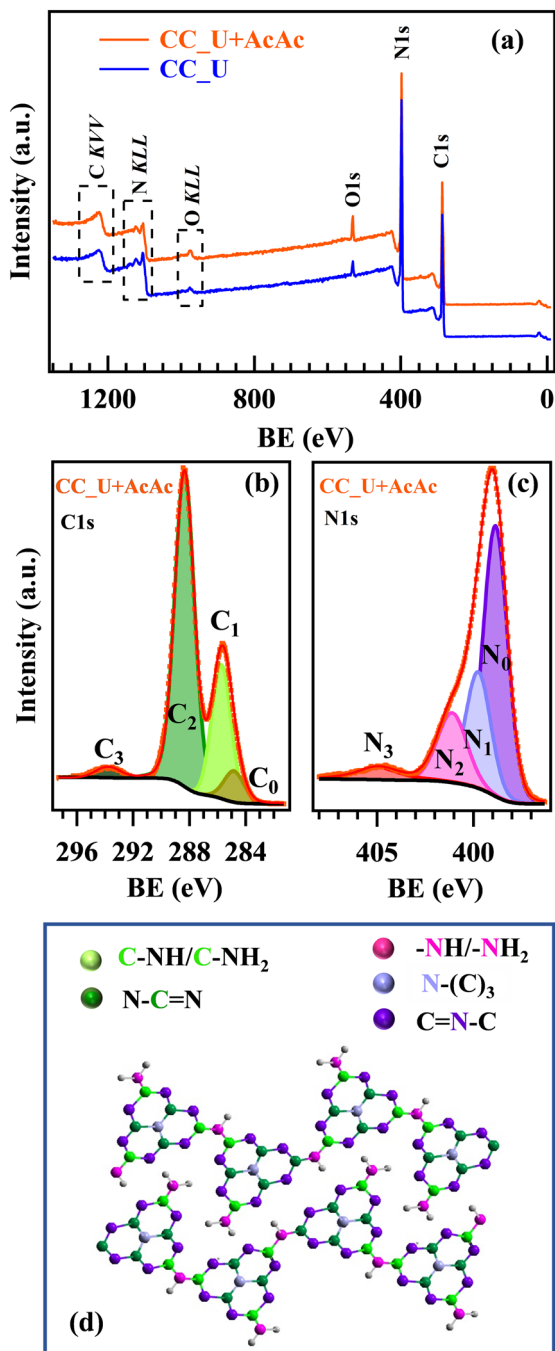 CC_U+AcAc
CC_U
(a)
N1s
C1s
O1s
C KVV
N KLL
O KLL
Intensity (a.u.)
1200 800 400 0
BE (eV)
CC_U+AcAc (b)
C1s
C1
C2
C3
C0
Intensity (a.u.)
296 292 288 284
BE (eV)
CC_U+AcAc (c)
N1s
N0
N1
N2
N3
405 400
BE (eV)
C-NH/C-NH2
N-C=N
-NH/-NH2
N-(C)3
C=N-C
(d)